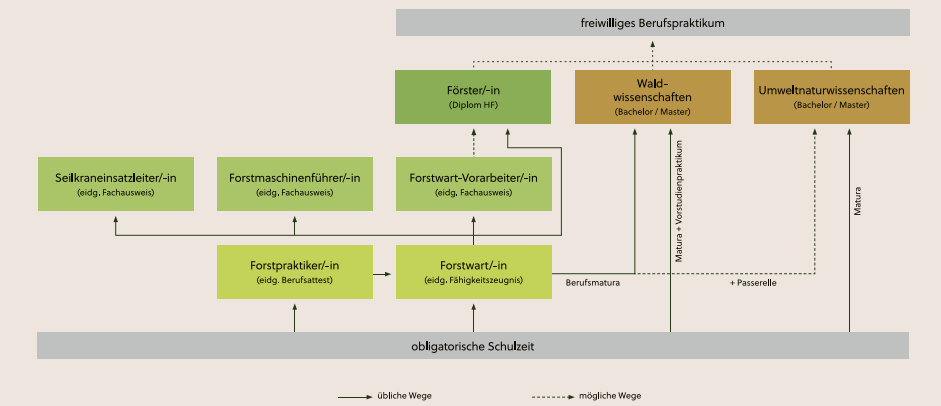 freiwilliges Berufspraktikum
Förster/-in
(Diplom HF)
Wald-
wissenschaften
(Bachelor / Master)
Umweltnaturwissenschaften
(Bachelor / Master)
Seilkraneinsatzleiter/-in
(eidg. Fachausweis)
Forstmaschinenführer/-in
(eidg. Fachausweis)
Forstwart-Vorarbeiter/-in
(eidg. Fachausweis)
Matura + Vorstudienpraktikum
Matura
Forstpraktiker/-in
(eidg. Berufsattest)
Forstwart/-in
(eidg. Fähigkeitszeugnis)
Berufsmatura
+ Passerelle
obligatorische Schulzeit
übliche Wege
mögliche Wege